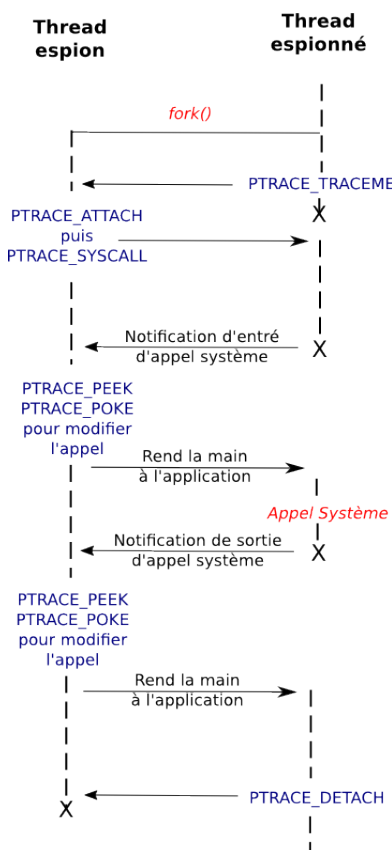 Thread
espion
Thread
espionné
fork()
PTRACE_TRACEME
X
PTRACE_ATTACH
puis
PTRACE_SYSCALL
Notification d'entré
d'appel système
X
PTRACE_PEEK
PTRACE_POKE
pour modifier
l'appel
Rend la main
à l'application
Appel Système
Notification de sortie
d'appel système
X
PTRACE_PEEK
PTRACE_POKE
pour modifier
l'appel
Rend la main
à l'application
PTRACE_DETACH
X